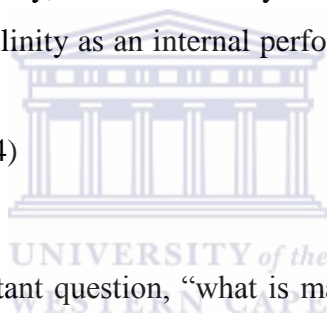 linity as an internal perfo
4)
UNIVERSITY of the
tant question, “what is ma
WESTERN CAPE